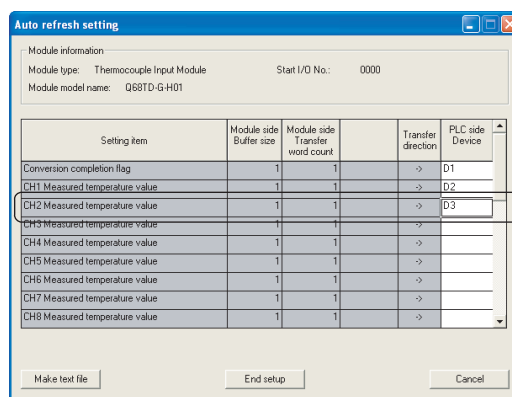 Auto refresh setting
Module information
Module type: Thermocouple Input Module Start I/O No.: 0000
Module model name: Q68TD-G-H01
Setting item Module side Buffer size Module side Transfer word count Transfer direction PLC side Device
Conversion completion flag 1 1 -> D1
CH1 Measured temperature value 1 1 -> D2
CH2 Measured temperature value 1 1 -> D3
CH3 Measured temperature value 1 1 ->
CH4 Measured temperature value 1 1 ->
CH5 Measured temperature value 1 1 ->
CH6 Measured temperature value 1 1 ->
CH7 Measured temperature value 1 1 ->
CH8 Measured temperature value 1 1 ->
Make text file End setup Cancel